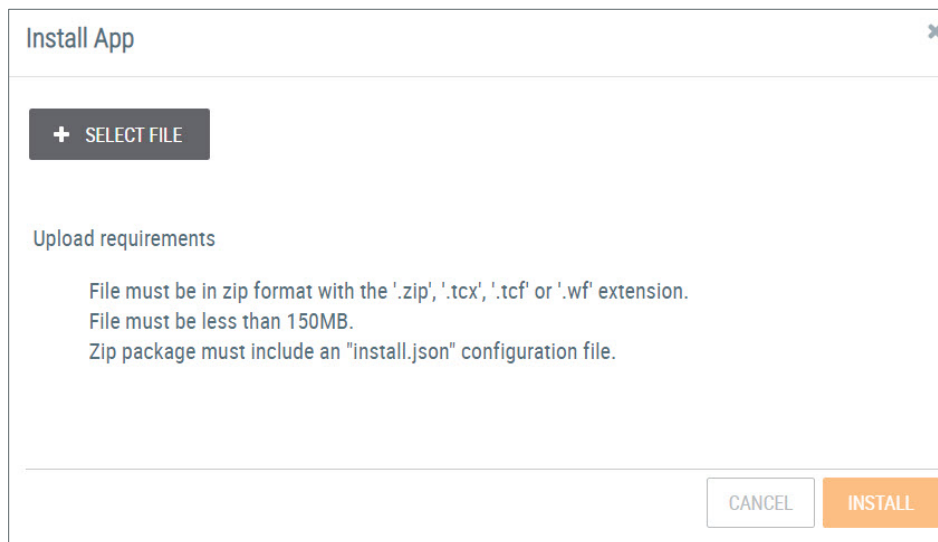 Install App
SELECT FILE
Upload requirements
File must be in zip format with the '.zip', '.tcx', '.tcf' or '.wf' extension.
File must be less than 150MB.
Zip package must include an "install.json" configuration file.
CANCEL
INSTALL